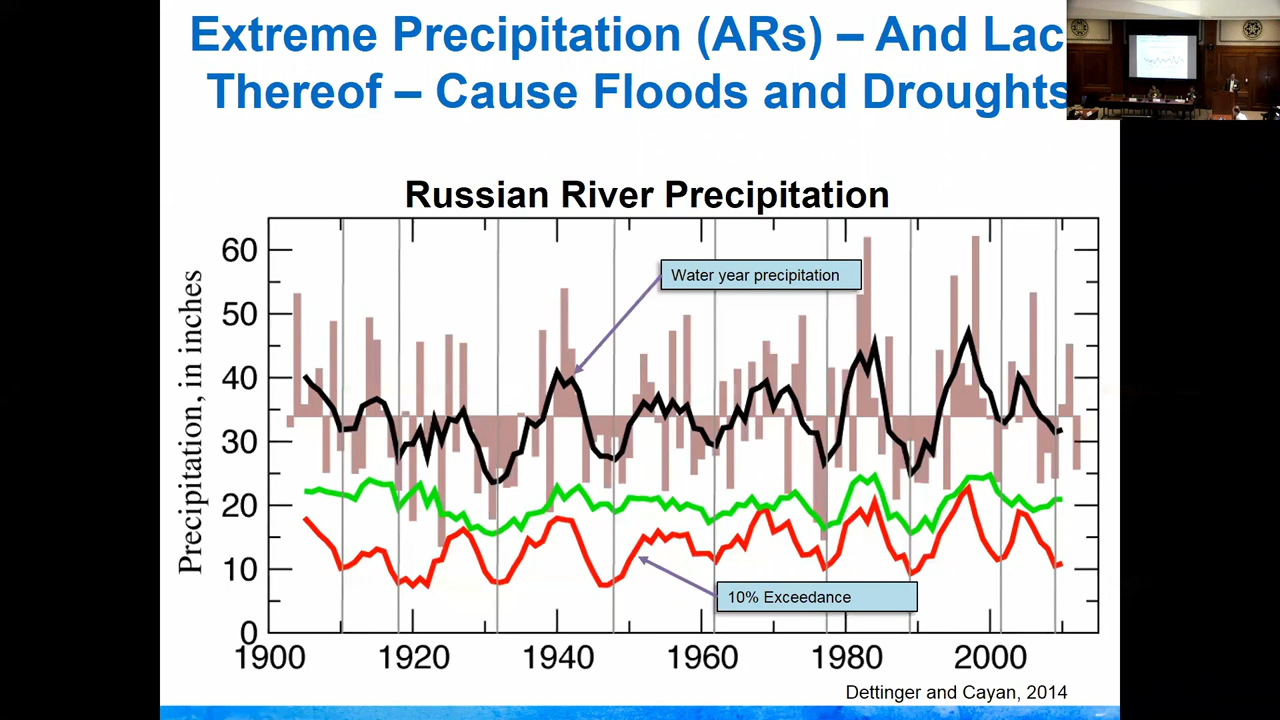 Extreme Precipitation (ARs) – And Lac
Thereof – Cause Floods and Droughts
Russian River Precipitation
Precipitation, in inches
60
50
40
30
20
10
0
Water year precipitation
10% Exceedance
1900 1920 1940 1960 1980 2000
Dettinger and Cayan, 2014